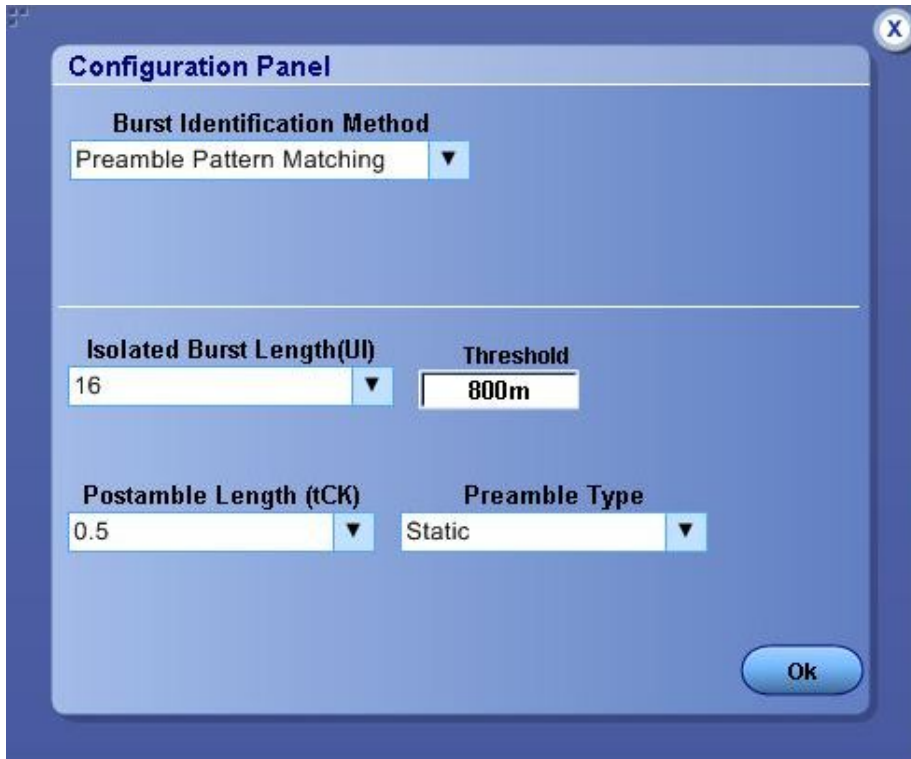 X
Configuration Panel
Burst Identification Method
Preamble Pattern Matching
Isolated Burst Length(UI)
Threshold
16
800m
Postamble Length (tCK)
Preamble Type
0.5
Static
Ok